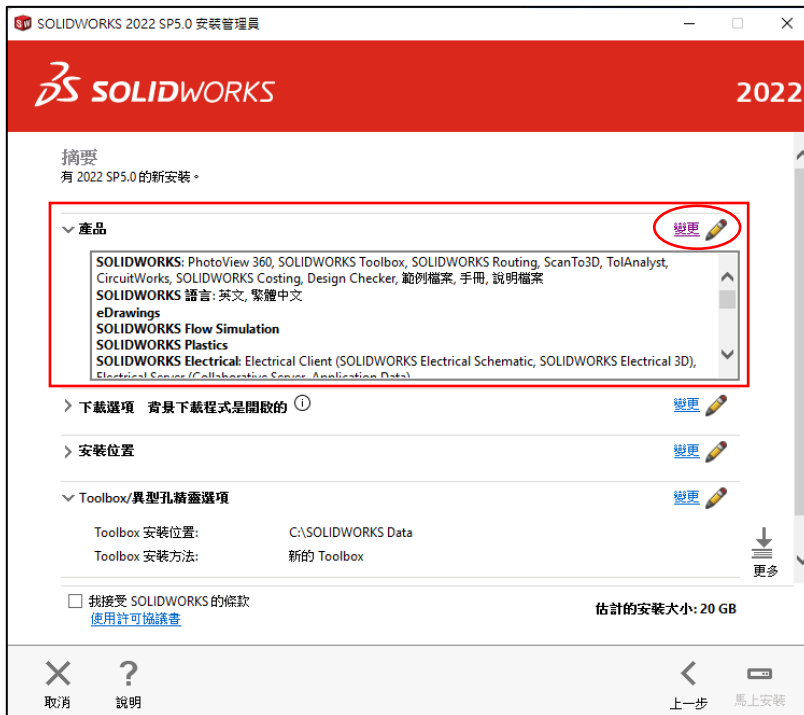 SOLIDWORKS 2022 SP5.0 安裝管理員
SOLIDWORKS
2022
摘要
有 2022 SP5.0 的新安裝。
產品
變更
SOLIDWORKS: PhotoView 360, SOLIDWORKS Toolbox, SOLIDWORKS Routing, ScanTo3D, TolAnalyst,
CircuitWorks, SOLIDWORKS Costing, Design Checker, 範例檔案, 手冊, 說明檔案
SOLIDWORKS 語言: 英文, 繁體中文
eDrawings
SOLIDWORKS Flow Simulation
SOLIDWORKS Plastics
SOLIDWORKS Electrical: Electrical Client (SOLIDWORKS Electrical Schematic, SOLIDWORKS Electrical 3D),
Electrical Server (Collaborative Server, Application Data)
下載選項 背景下載程式是開啟的
變更
安裝位置
變更
Toolbox/異型孔精靈選項
變更
Toolbox 安裝位置: C:\SOLIDWORKS Data
Toolbox 安裝方法: 新的 Toolbox
更多
我接受 SOLIDWORKS 的條款
使用許可協議書
估計的安裝大小: 20 GB
取消
說明
上一步
馬上安裝